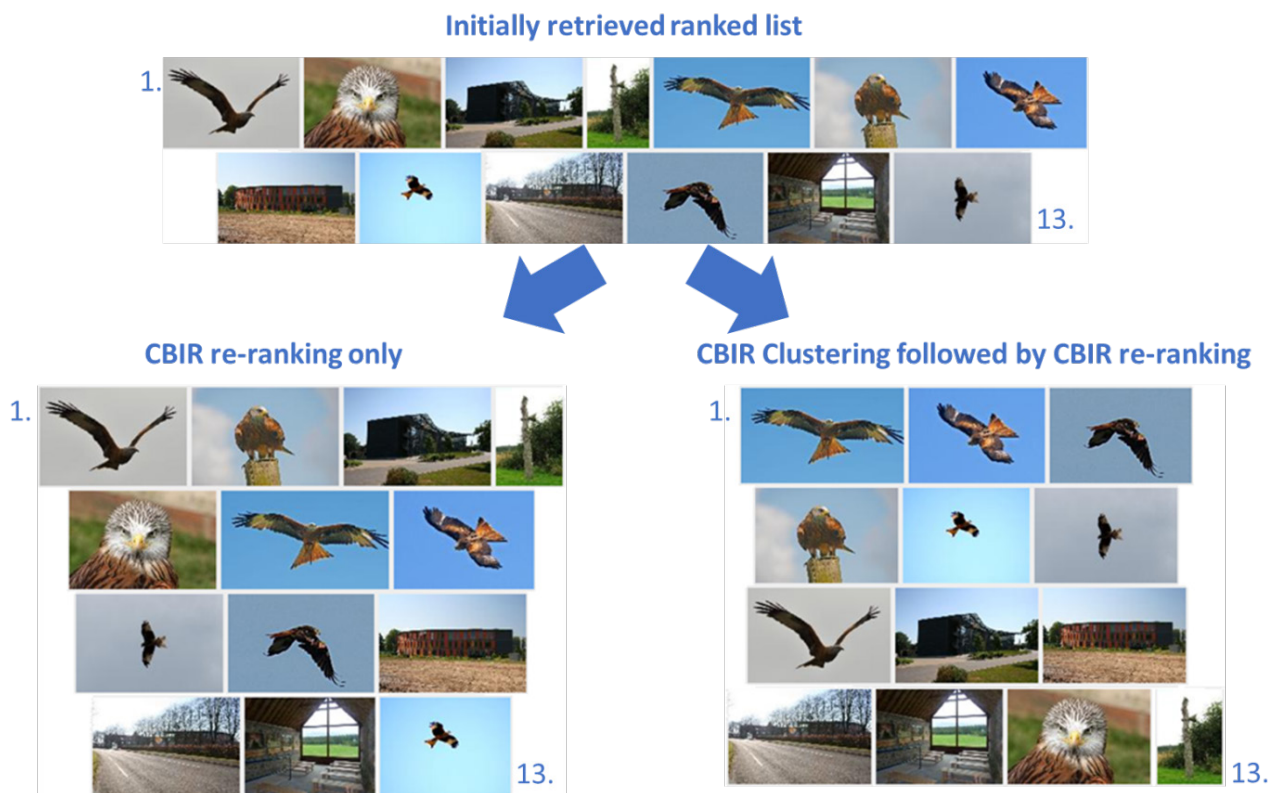 Initially retrieved ranked list
1.
13.
CBIR re-ranking only
1.
13.
CBIR Clustering followed by CBIR re-ranking
1.
13.